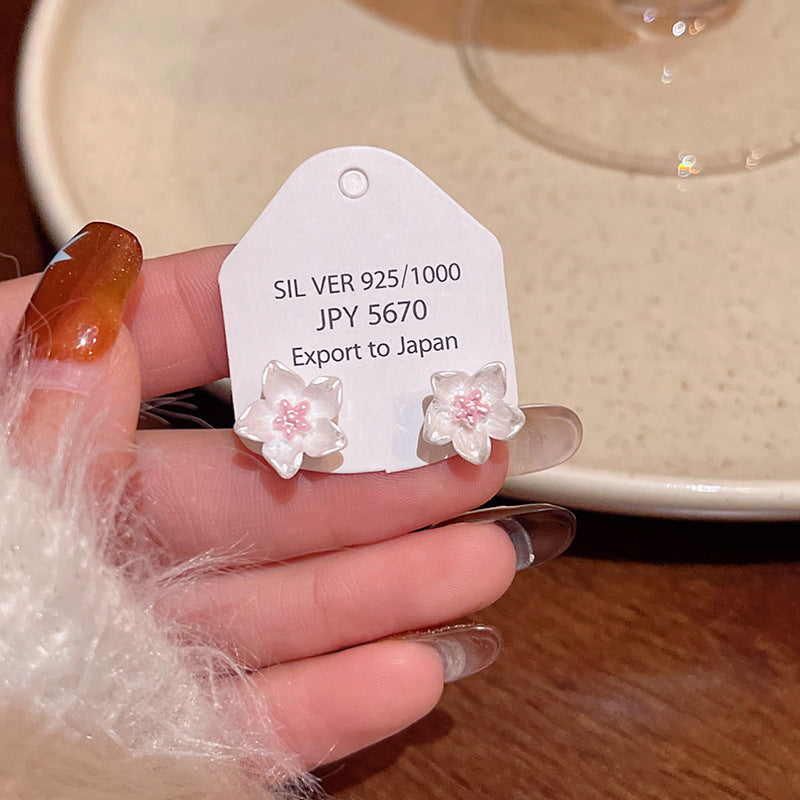 SIL VER 925/1000
JPY 5670
Export to Japan